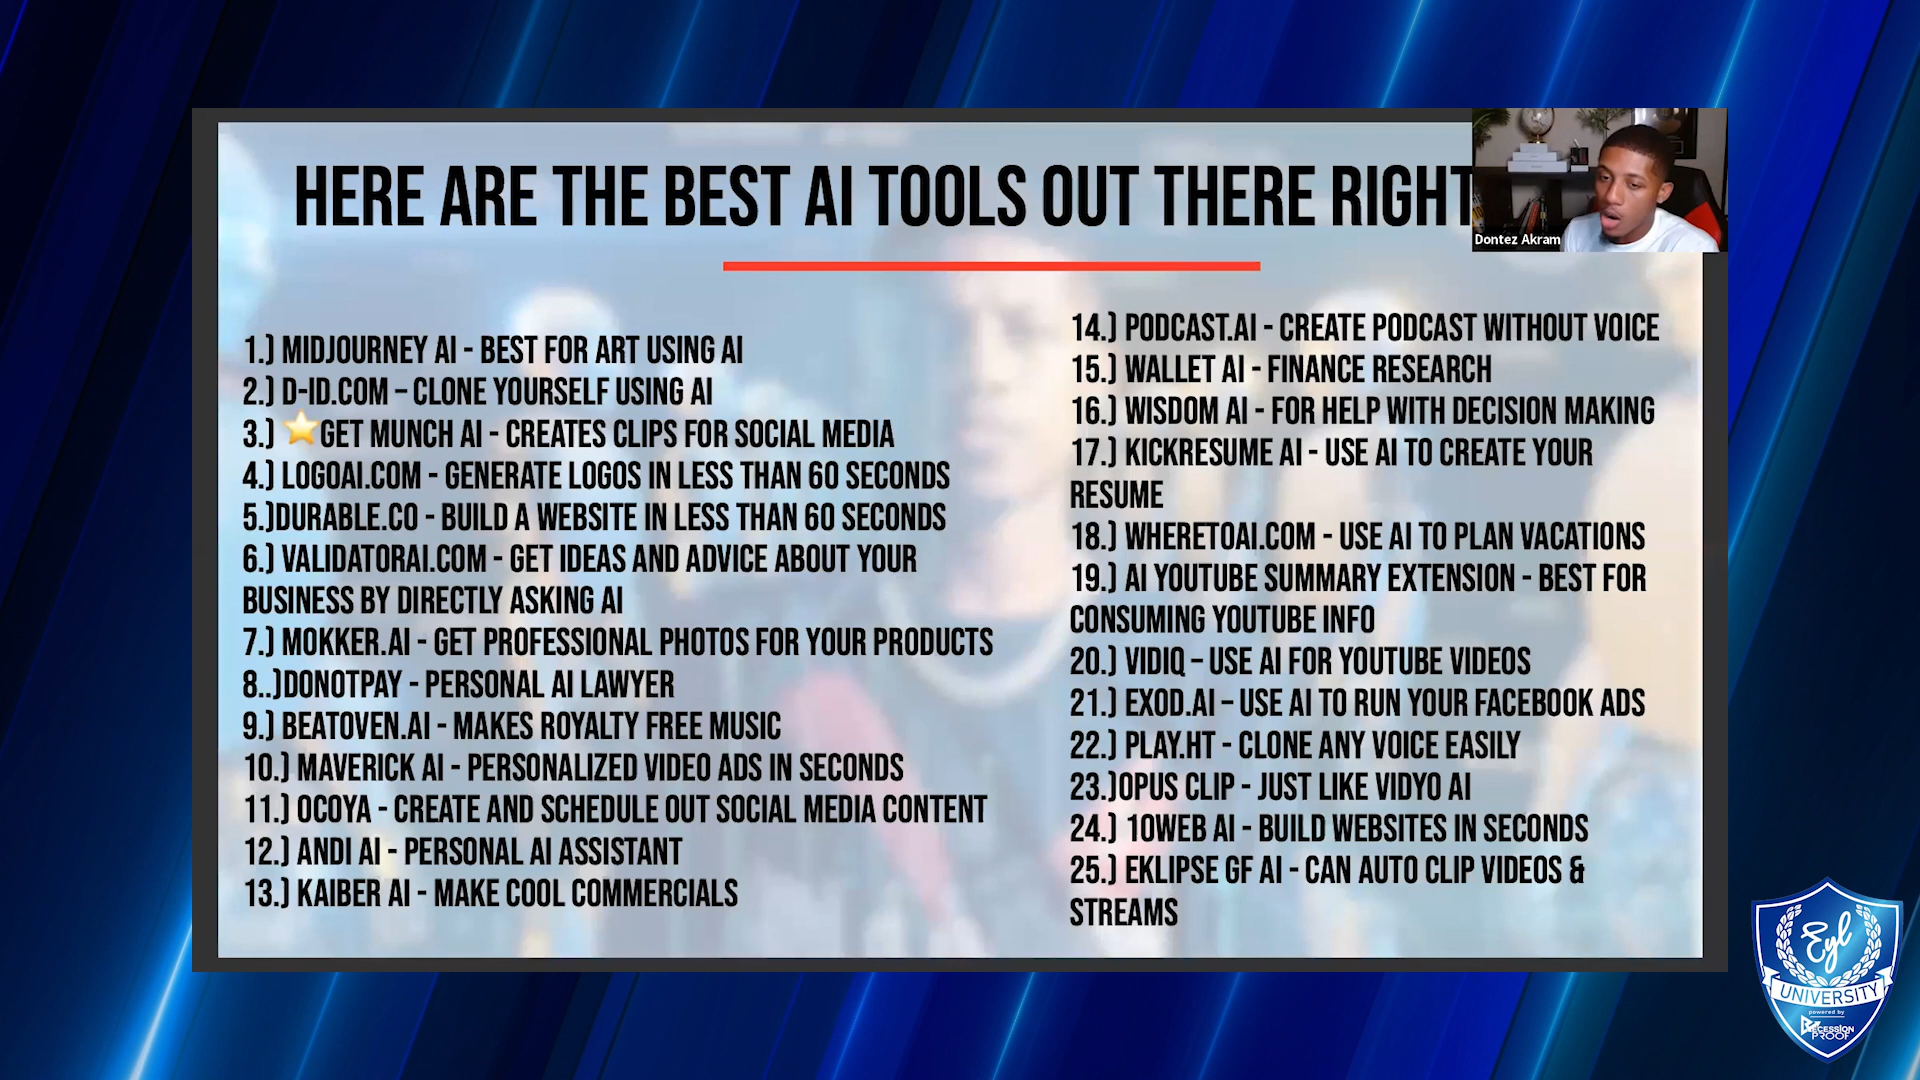 HERE ARE THE BEST AI TOOLS OUT THERE RIGHT
Dontez Akram
1.) MIDJOURNEY AI - BEST FOR ART USING AI
2.) D-ID.COM – CLONE YOURSELF USING AI
3.) ⭐GET MUNCH AI - CREATES CLIPS FOR SOCIAL MEDIA
4.) LOGOAI.COM - GENERATE LOGOS IN LESS THAN 60 SECONDS
5.)DURABLE.CO - BUILD A WEBSITE IN LESS THAN 60 SECONDS
6.) VALIDATORAI.COM - GET IDEAS AND ADVICE ABOUT YOUR
BUSINESS BY DIRECTLY ASKING AI
7.) MOKKER.AI - GET PROFESSIONAL PHOTOS FOR YOUR PRODUCTS
8..)DONOTPAY - PERSONAL AI LAWYER
9.) BEATOVEN.AI - MAKES ROYALTY FREE MUSIC
10.) MAVERICK AI - PERSONALIZED VIDEO ADS IN SECONDS
11.) OCOYA - CREATE AND SCHEDULE OUT SOCIAL MEDIA CONTENT
12.) ANDI AI - PERSONAL AI ASSISTANT
13.) KAIBER AI - MAKE COOL COMMERCIALS
14.) PODCAST.AI - CREATE PODCAST WITHOUT VOICE
15.) WALLET AI - FINANCE RESEARCH
16.) WISDOM AI - FOR HELP WITH DECISION MAKING
17.) KICKRESUME AI - USE AI TO CREATE YOUR
RESUME
18.) WHERETOAI.COM - USE AI TO PLAN VACATIONS
19.) AI YOUTUBE SUMMARY EXTENSION - BEST FOR
CONSUMING YOUTUBE INFO
20.) VIDIQ – USE AI FOR YOUTUBE VIDEOS
21.) EXOD.AI – USE AI TO RUN YOUR FACEBOOK ADS
22.) PLAY.HT - CLONE ANY VOICE EASILY
23.)OPUS CLIP - JUST LIKE VIDYO AI
24.) 10WEB AI - BUILD WEBSITES IN SECONDS
25.) EKLIPSE GF AI - CAN AUTO CLIP VIDEOS &
STREAMS
Eyl
UNIVERSITY
powered by
RECESSION
PROOF